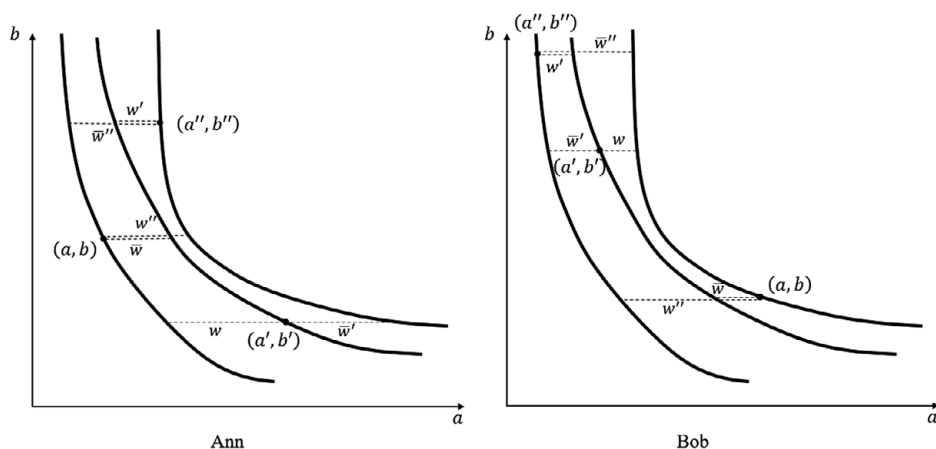 b
w′
(a″, b″)
w̅″
w″
(a, b)
w̅
w
(a′, b′)
w̅′
a
Ann
(a″, b″)
b
w̅″
w′
w̅′
w
(a′, b′)
w̅
(a, b)
w″
a
Bob